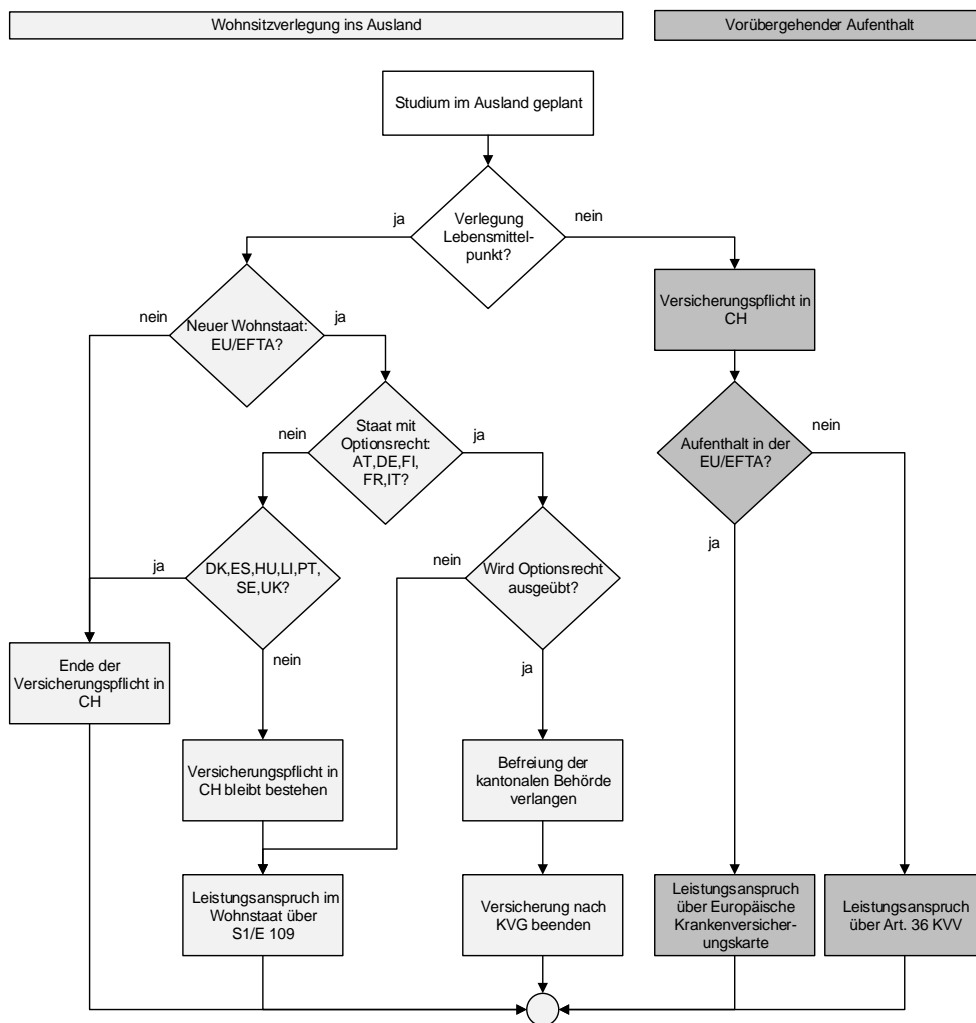 Wohnsitzverlegung ins Ausland
Vorübergehender Aufenthalt
Studium im Ausland geplant
ja
Verlegung
Lebensmittel-
punkt?
nein
nein
Neuer Wohnstaat:
EU/EFTA?
ja
Versicherungspflicht in
CH
nein
Staat mit
Optionsrecht:
AT,DE,FI,
FR,IT?
ja
Aufenthalt in der
EU/EFTA?
nein
ja
ja
DK,ES,HU,LI,PT,
SE,UK?
nein
Wird Optionsrecht
ausgeübt?
nein
ja
Ende der
Versicherungspflicht in
CH
Versicherungspflicht in
CH bleibt bestehen
Befreiung der
kantonalen Behörde
verlangen
Leistungsanspruch im
Wohnstaat über
S1/E 109
Versicherung nach
KVG beenden
Leistungsanspruch
über Europäische
Krankenversicher-
ungskarte
Leistungsanspruch
über Art. 36 KVV